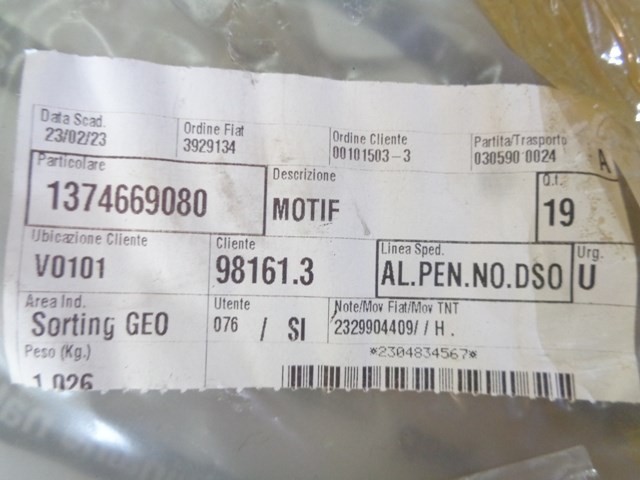 Data Scad. Ordine Fiat Ordine Cliente Partita/Trasporto
23/02/23 3929134 00101503-3 030590 0024 A
Particolare Descrizione Q.t.
1374669080 MOTIF 19
Ubicazione Cliente Cliente Linea Sped. Urg.
V0101 98161.3 AL.PEN.NO.DSO U
Area Ind. Utente Note/Mov Fiat/Mov TNT
Sorting GEO 076 / SI 2329904409/ / H .
Peso (Kg.) *2304834567*
1.026